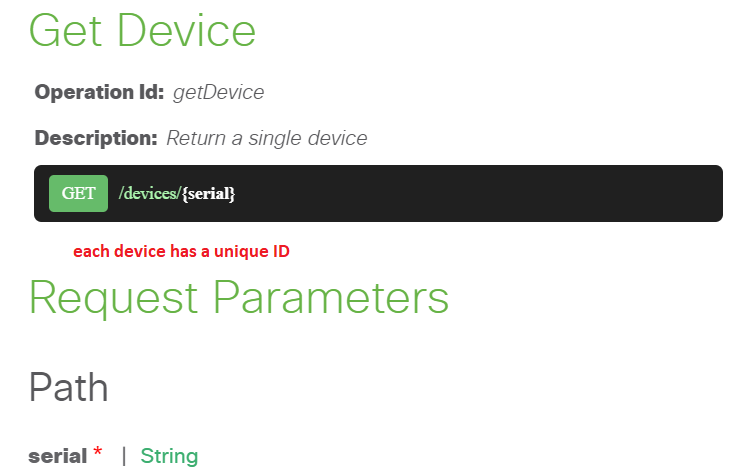 Get Device
Operation Id: getDevice
Description: Return a single device
GET /devices/{serial}
each device has a unique ID
Request Parameters
Path
serial * | String